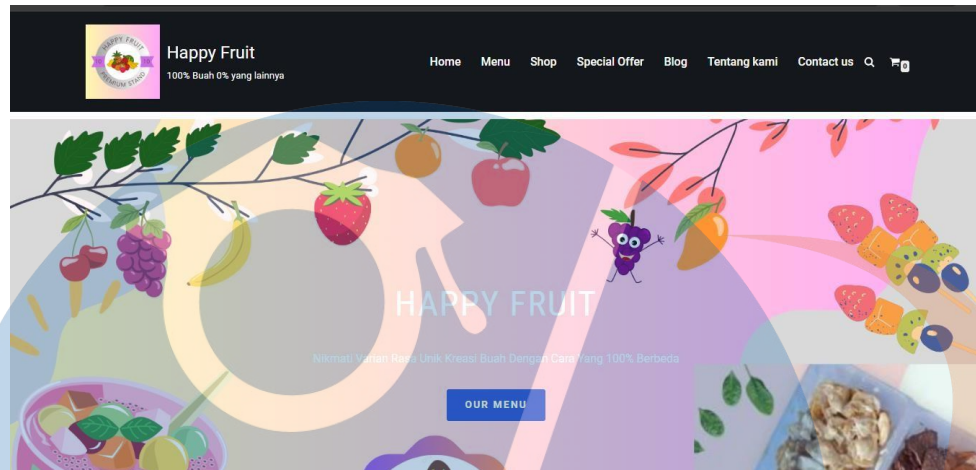 HAPPY FRUIT
PREMIUM STAND
Happy Fruit
100% Buah 0% yang lainnya
Home Menu Shop Special Offer Blog Tentang kami Contact us 0
HAPPY FRUIT
Nikmati Varian Rasa Unik Kreasi Buah Dengan Cara Yang 100% Berbeda
OUR MENU